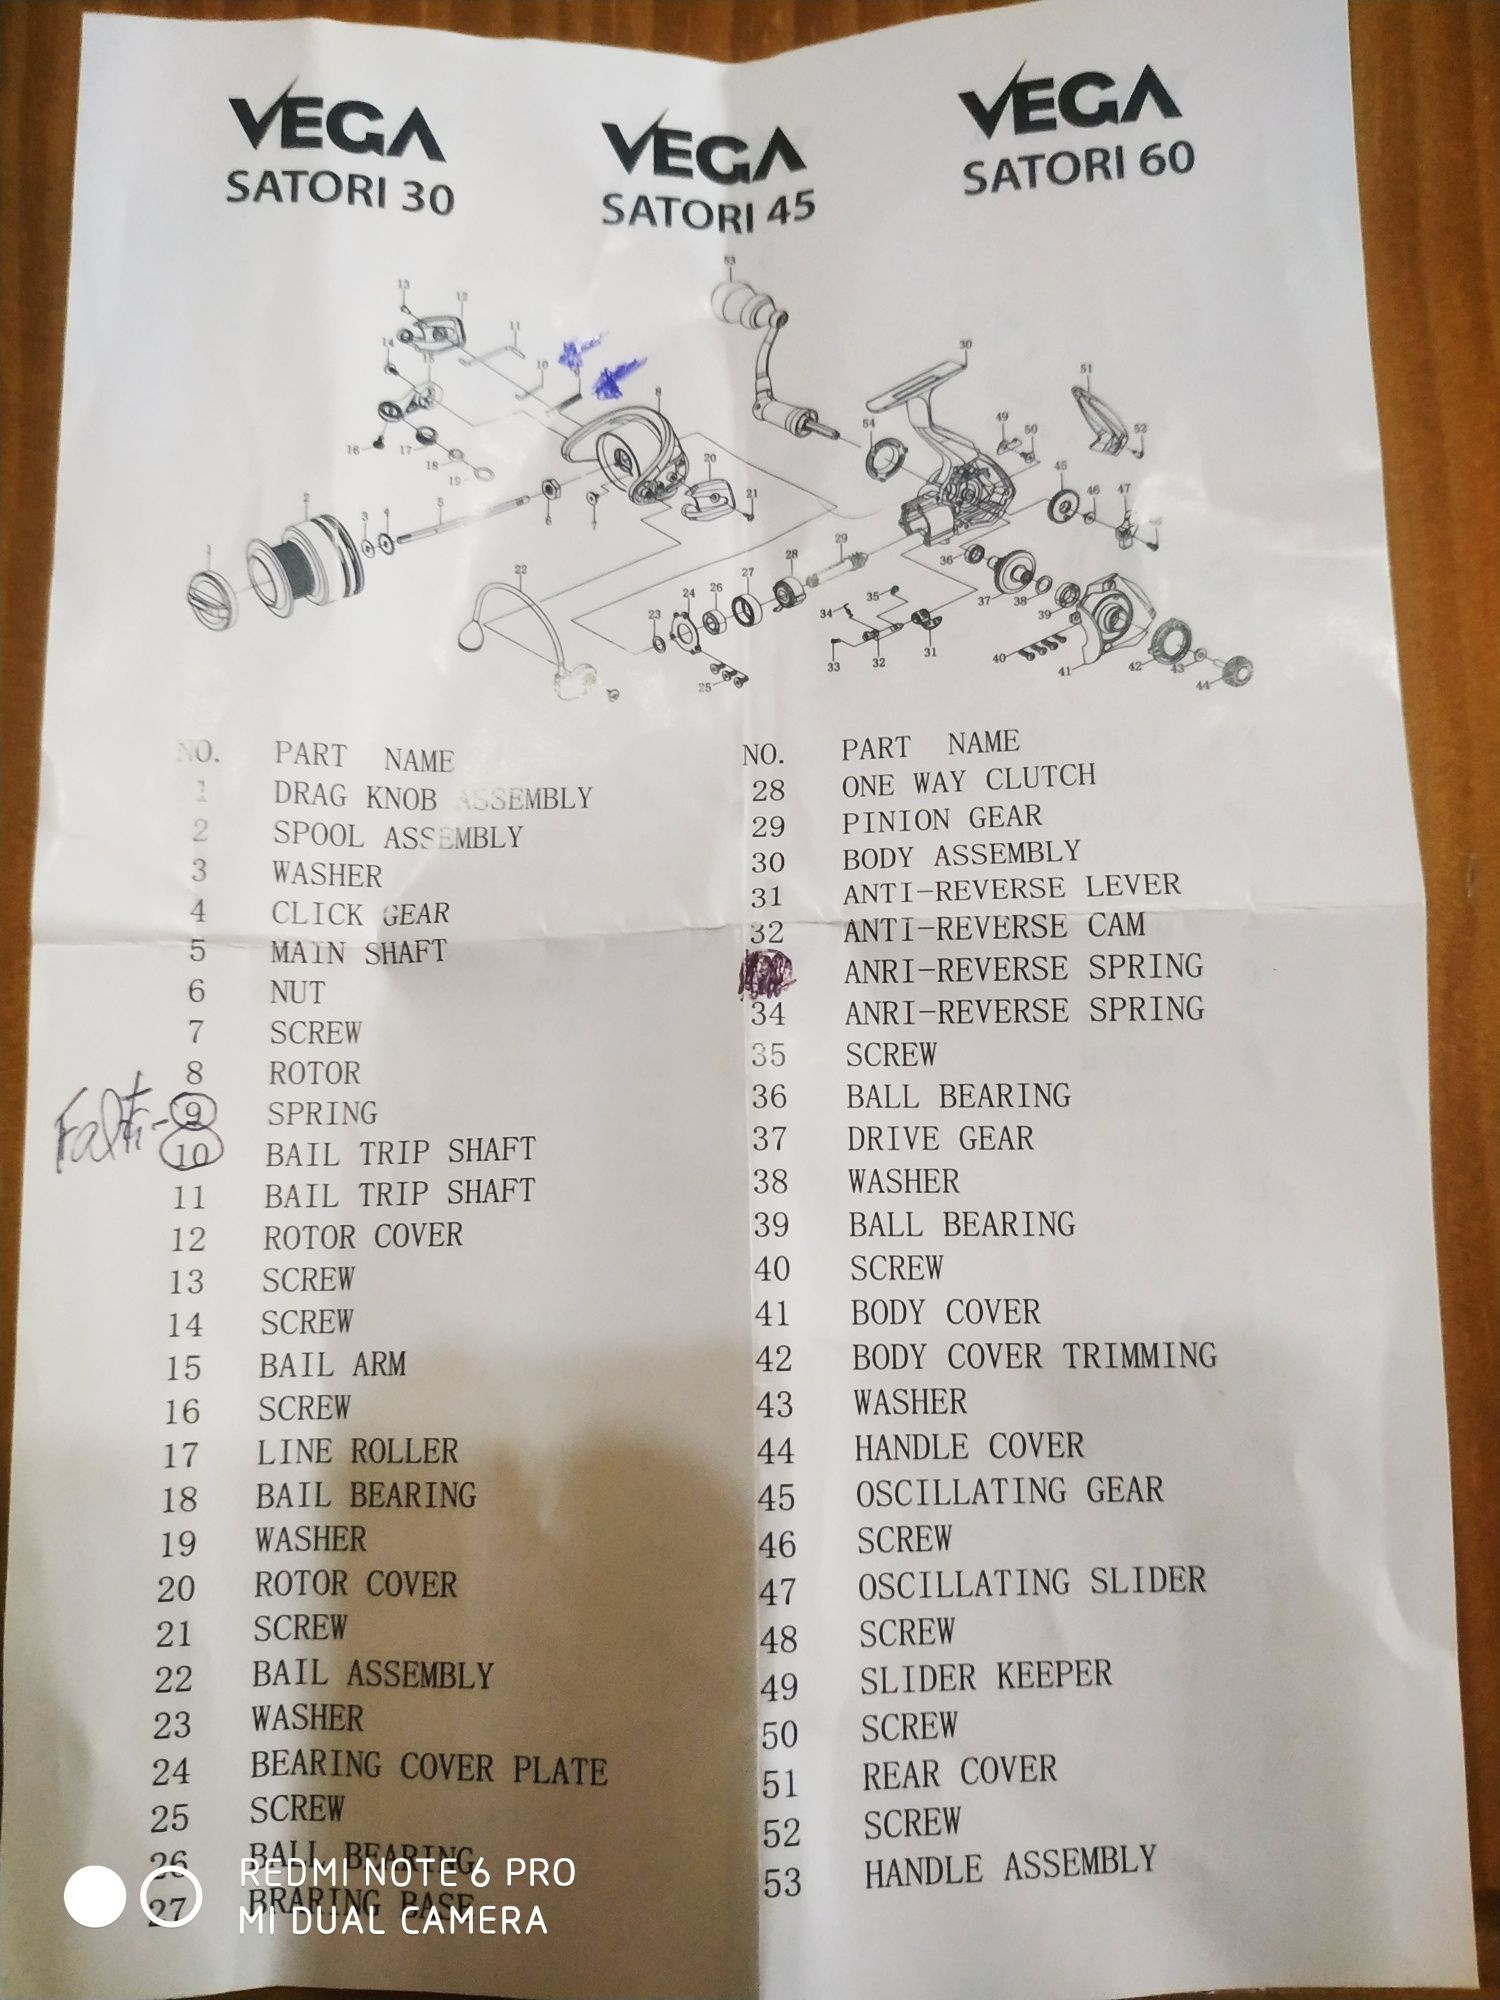 VEGA
SATORI 30
VEGA
SATORI 45
VEGA
SATORI 60
NO. PART NAME
1 DRAG KNOB ASSEMBLY
2 SPOOL ASSEMBLY
3 WASHER
4 CLICK GEAR
5 MAIN SHAFT
6 NUT
7 SCREW
8 ROTOR
9 SPRING
10 BAIL TRIP SHAFT
11 BAIL TRIP SHAFT
12 ROTOR COVER
13 SCREW
14 SCREW
15 BAIL ARM
16 SCREW
17 LINE ROLLER
18 BAIL BEARING
19 WASHER
20 ROTOR COVER
21 SCREW
22 BAIL ASSEMBLY
23 WASHER
24 BEARING COVER PLATE
25 SCREW
26 BALL BEARING
27 BRARING BASE
NO. PART NAME
28 ONE WAY CLUTCH
29 PINION GEAR
30 BODY ASSEMBLY
31 ANTI-REVERSE LEVER
32 ANTI-REVERSE CAM
ANRI-REVERSE SPRING
34 ANRI-REVERSE SPRING
35 SCREW
36 BALL BEARING
37 DRIVE GEAR
38 WASHER
39 BALL BEARING
40 SCREW
41 BODY COVER
42 BODY COVER TRIMMING
43 WASHER
44 HANDLE COVER
45 OSCILLATING GEAR
46 SCREW
47 OSCILLATING SLIDER
48 SCREW
49 SLIDER KEEPER
50 SCREW
51 REAR COVER
52 SCREW
53 HANDLE ASSEMBLY
REDMI NOTE 6 PRO
MI DUAL CAMERA